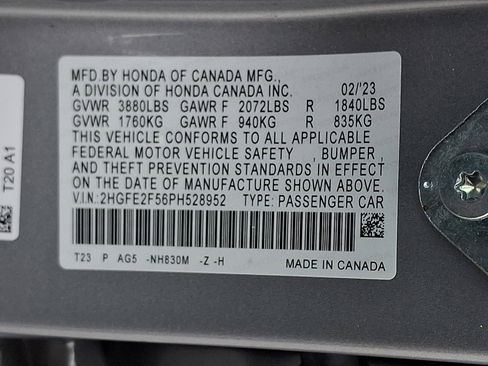 MFD.BY HONDA OF CANADA MFG.,
A DIVISION OF HONDA CANADA INC. 02/'23
GVWR 3880LBS GAWR F 2072LBS R 1840LBS
GVWR 1760KG GAWR F 940KG R 835KG
THIS VEHICLE CONFORMS TO ALL APPLICABLE
FEDERAL MOTOR VEHICLE SAFETY , BUMPER,
AND THEFT PREVENTION STANDARDS IN EFFECT
ON THE DATE OF MANUFACTURE SHOWN ABOVE.
V.I.N.:2HGFE2F56PH528952 TYPE: PASSENGER CAR
T23 P AG5 -NH830M -Z -H MADE IN CANADA
T20 A1